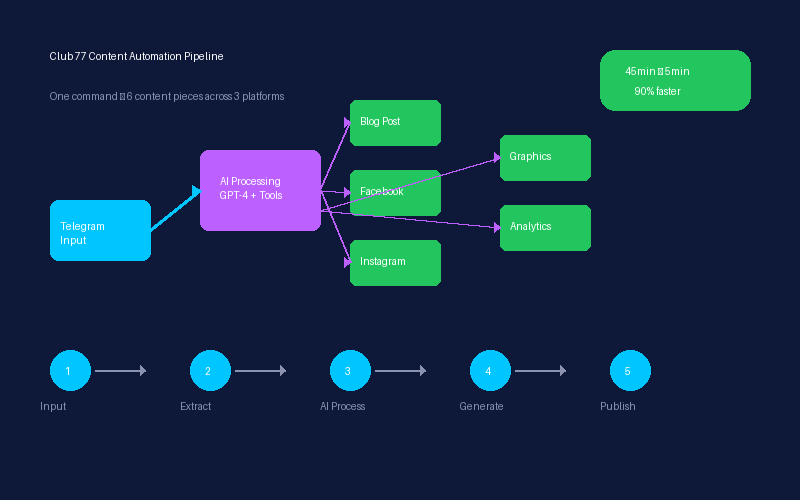 Club77 Content Automation Pipeline
One command 6 content pieces across 3 platforms
45min 5min
90% faster
Blog Post
AI Processing
GPT-4 + Tools
Facebook
Instagram
Graphics
Analytics
Telegram
Input
1
2
3
4
5
Input
Extract
AI Process
Generate
Publish